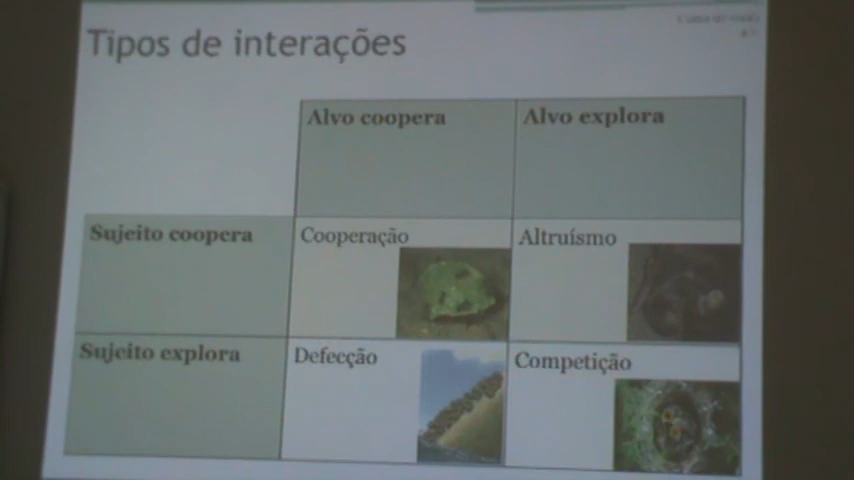 Tipos de interações
Alvo coopera
Alvo explora
Sujeito coopera
Cooperação
Altruísmo
Sujeito explora
Defecção
Competição